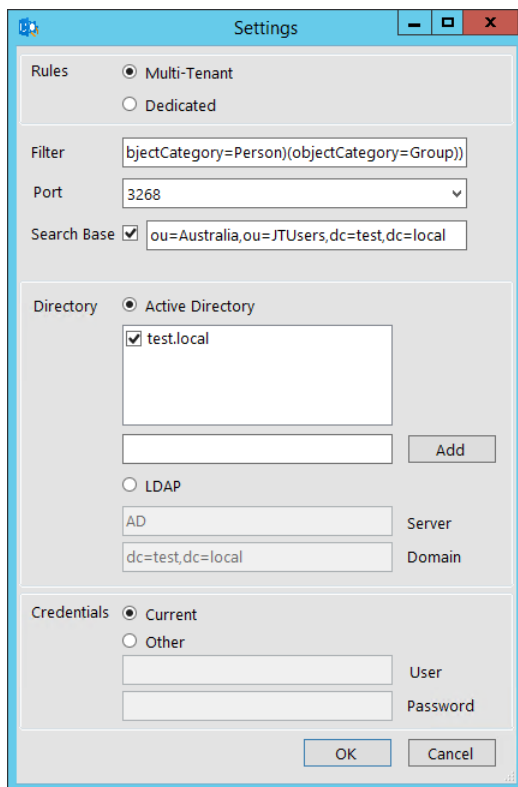 Settings
Rules
Multi-Tenant
Dedicated
Filter bjectCategory=Person)(objectCategory=Group))
Port 3268
Search Base ou=Australia,ou=JTUsers,dc=test,dc=local
Directory Active Directory
test.local
Add
LDAP
AD Server
dc=test,dc=local Domain
Credentials Current
Other
User
Password
OK Cancel